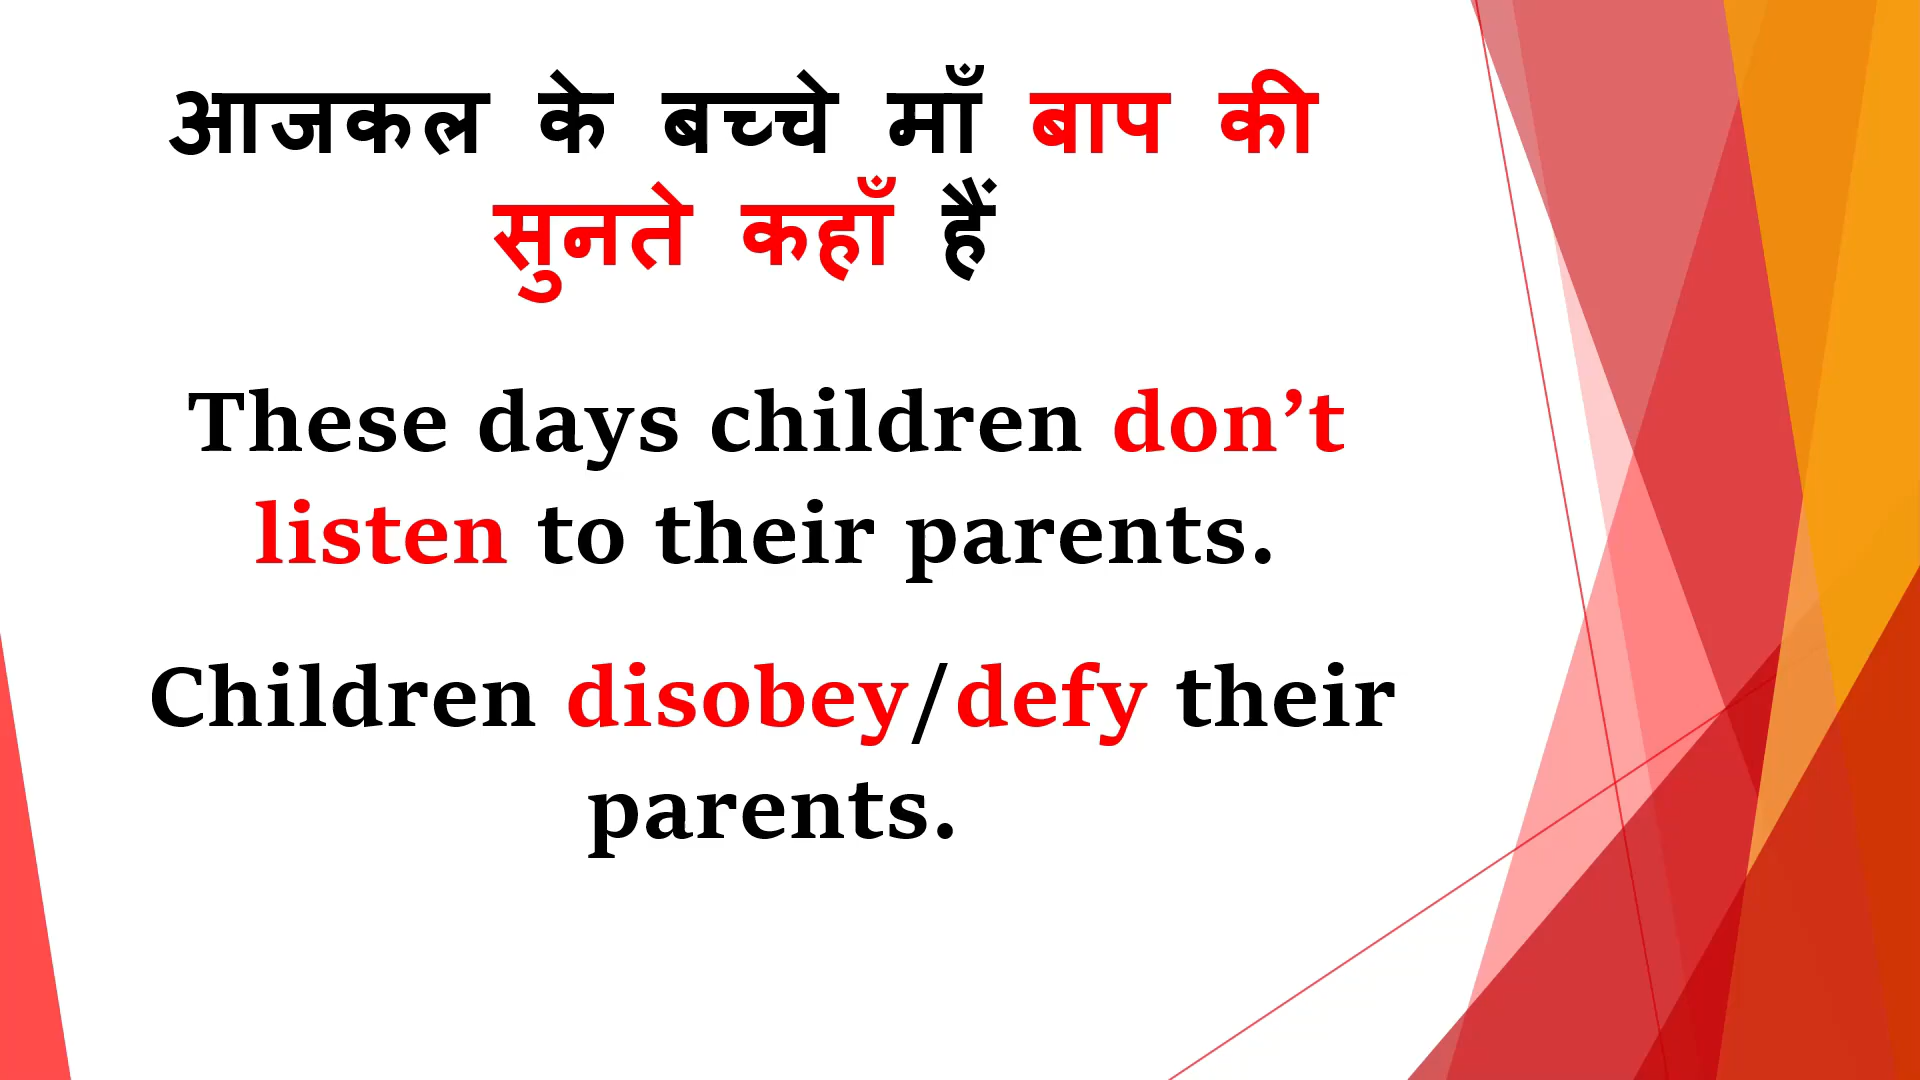 आजकल के बच्चे माँ बाप की
सुनते कहाँ हैं
These days children don’t
listen to their parents.
Children disobey/defy their
parents.